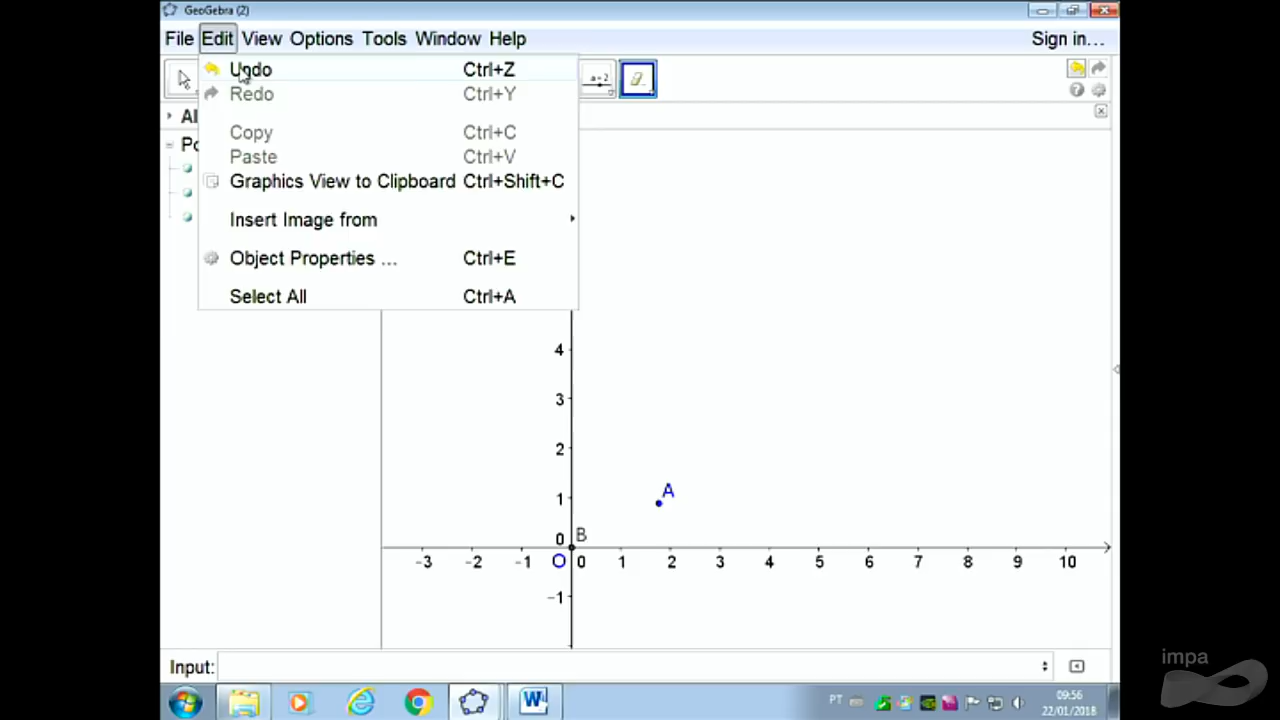 GeoGebra (2)
File Edit View Options Tools Window Help Sign in...
Undo Ctrl+Z
a=2
Redo Ctrl+Y
Copy Ctrl+C
Paste Ctrl+V
Graphics View to Clipboard Ctrl+Shift+C
Insert Image from
Object Properties ... Ctrl+E
Select All Ctrl+A
4
3
2
A
1
0 B
-3 -2 -1 O 0 1 2 3 4 5 6 7 8 9 10
-1
impa
Input:
PT
09:56
22/01/2018